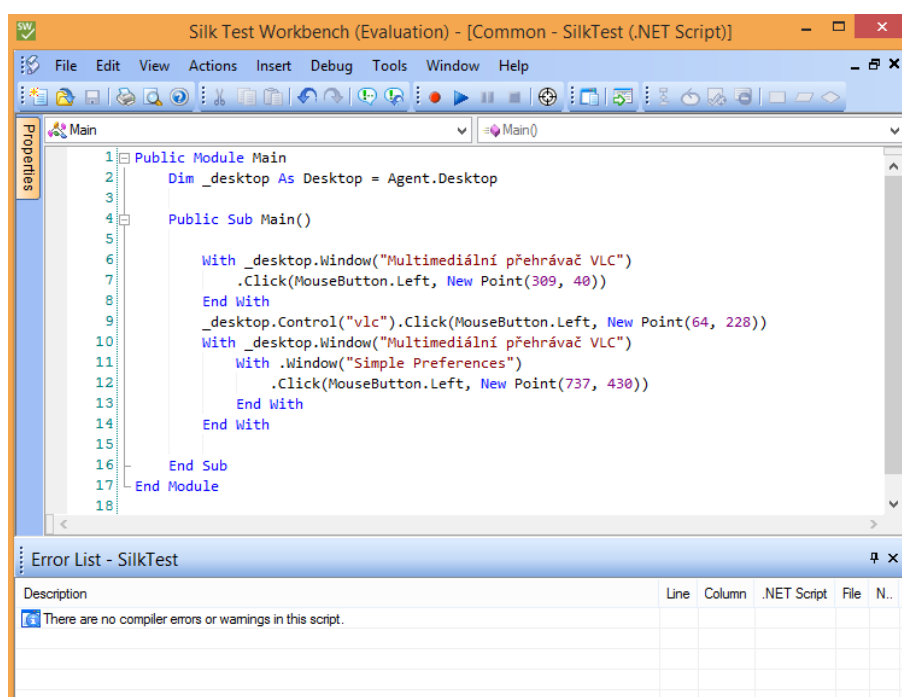 Silk Test Workbench (Evaluation) - [Common - SilkTest (.NET Script)]
File Edit View Actions Insert Debug Tools Window Help
Properties
Main Main()
1 Public Module Main
2 Dim _desktop As Desktop = Agent.Desktop
3
4 Public Sub Main()
5
6 With _desktop.Window("Multimediální přehrávač VLC")
7 .Click(MouseButton.Left, New Point(309, 40))
8 End With
9 _desktop.Control("vlc").Click(MouseButton.Left, New Point(64, 228))
10 With _desktop.Window("Multimediální přehrávač VLC")
11 With .Window("Simple Preferences")
12 .Click(MouseButton.Left, New Point(737, 430))
13 End With
14 End With
15
16 End Sub
17 End Module
18
Error List - SilkTest
Description Line Column .NET Script File N..
There are no compiler errors or warnings in this script.